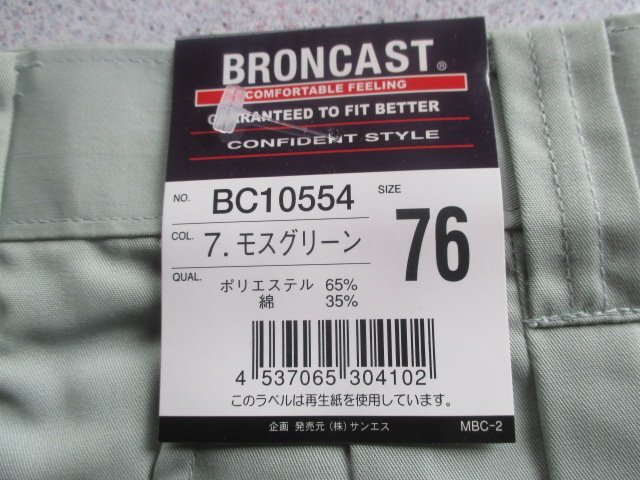 BRONCAST®
COMFORTABLE FEELING
GUARANTEED TO FIT BETTER
CONFIDENT STYLE
NO. BC10554
SIZE 76
COL. 7.モスグリーン
QUAL.
ポリエステル 65%
綿 35%
4 537065 304102
このラベルは再生紙を使用しています。
企画 発売元(株)サンエス MBC-2